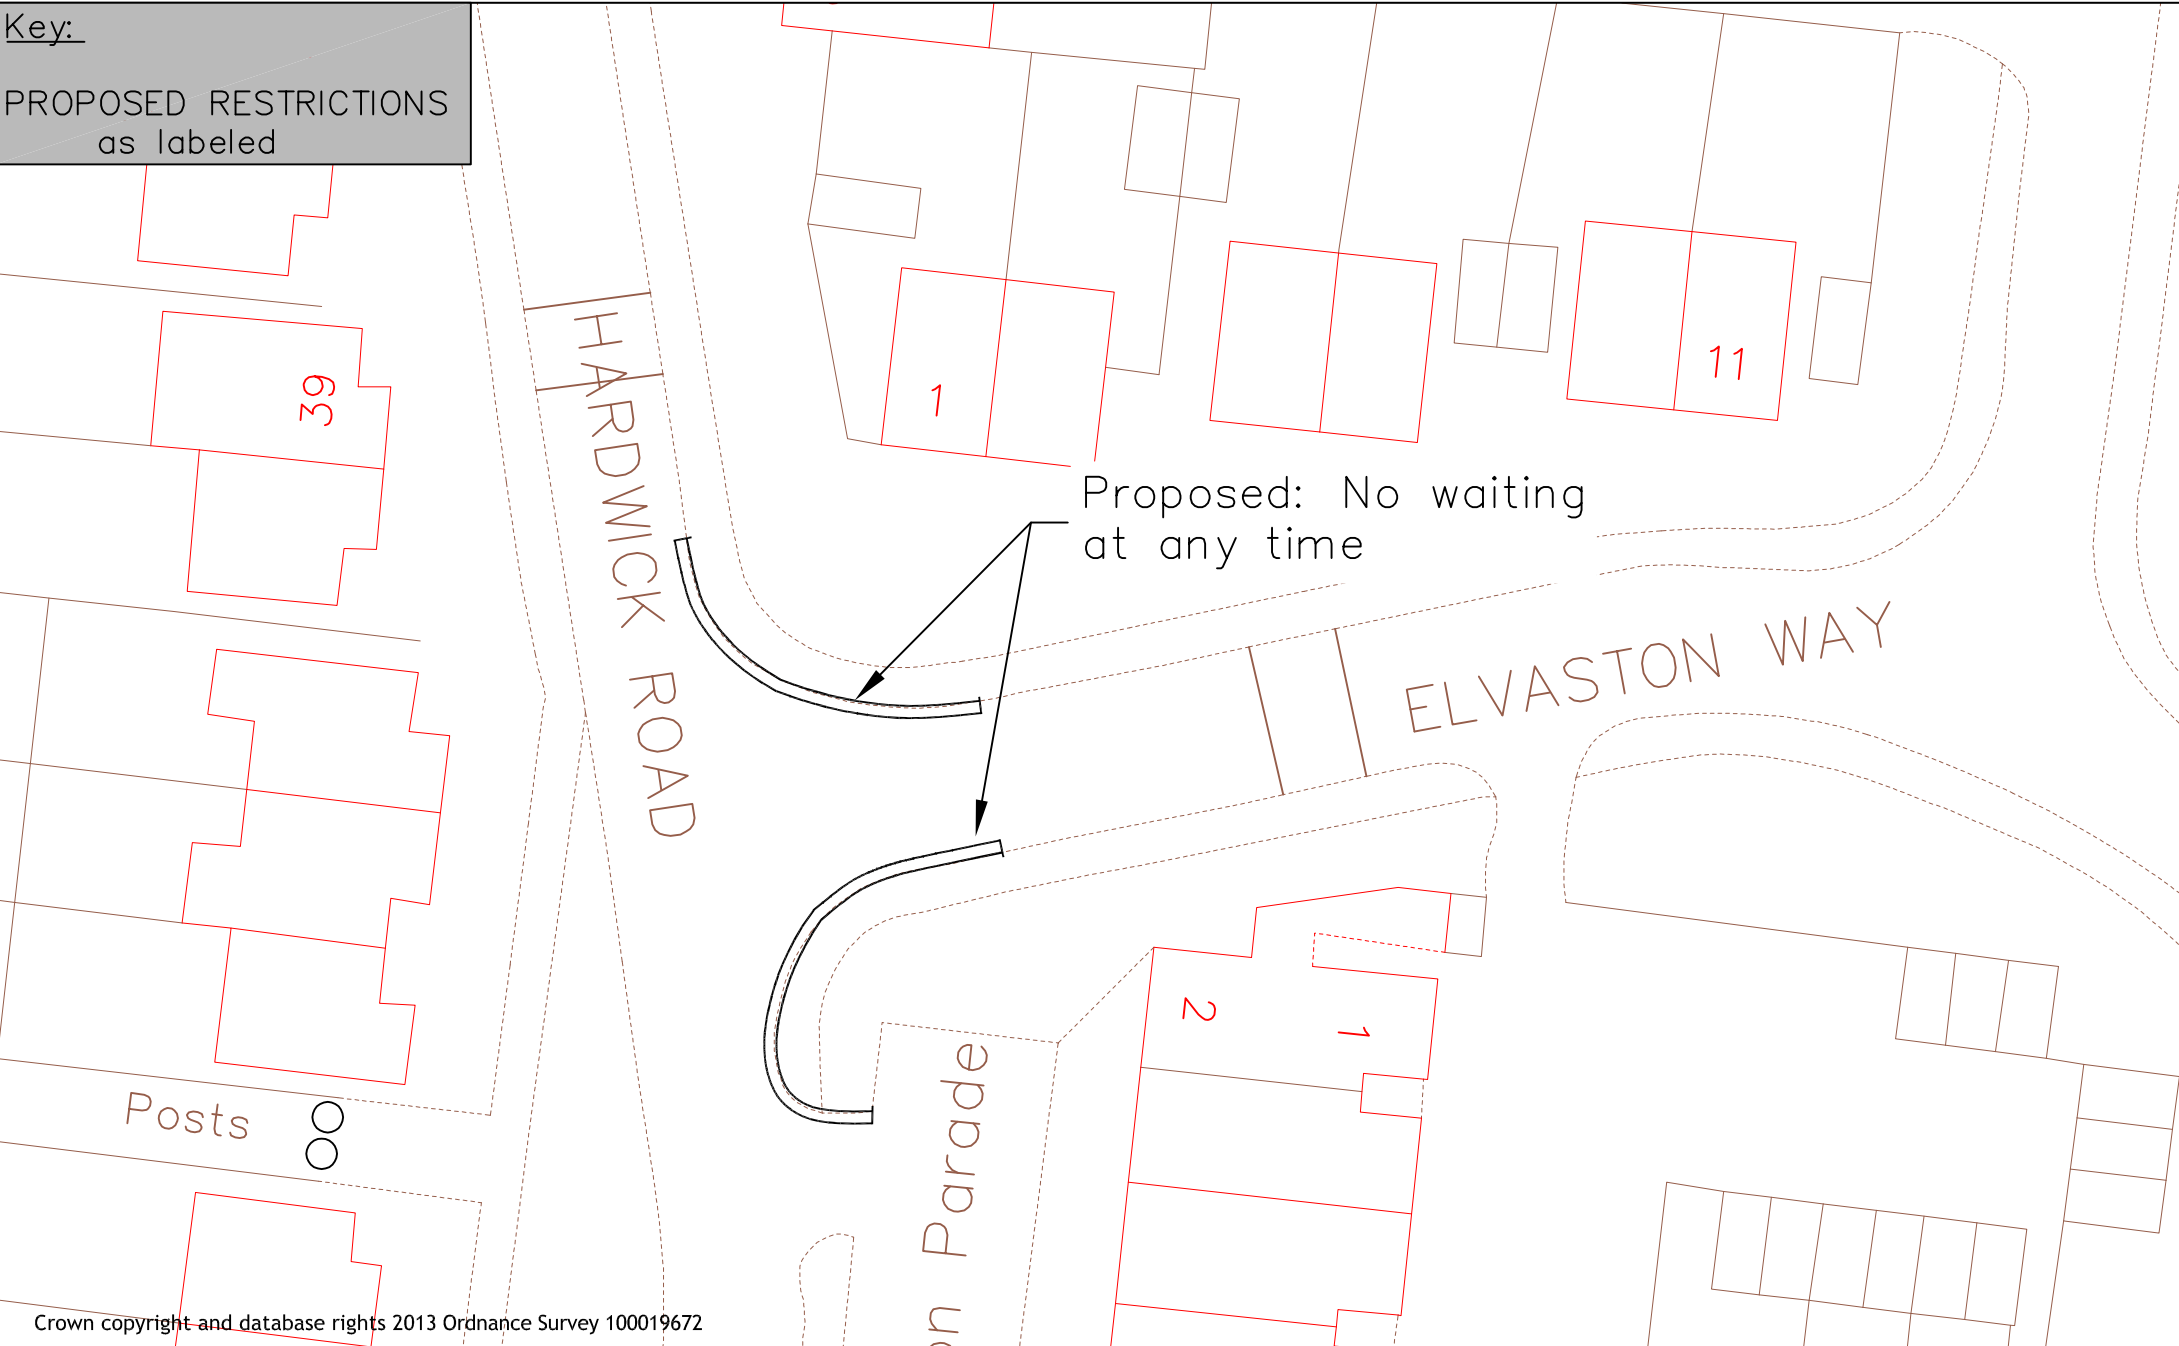 Key:
PROPOSED RESTRICTIONS
as labeled
39
1
11
HARDWICK ROAD
Proposed: No waiting
at any time
ELVASTON WAY
2
1
Posts
on Parade
Crown copyright and database rights 2013 Ordnance Survey 100019672